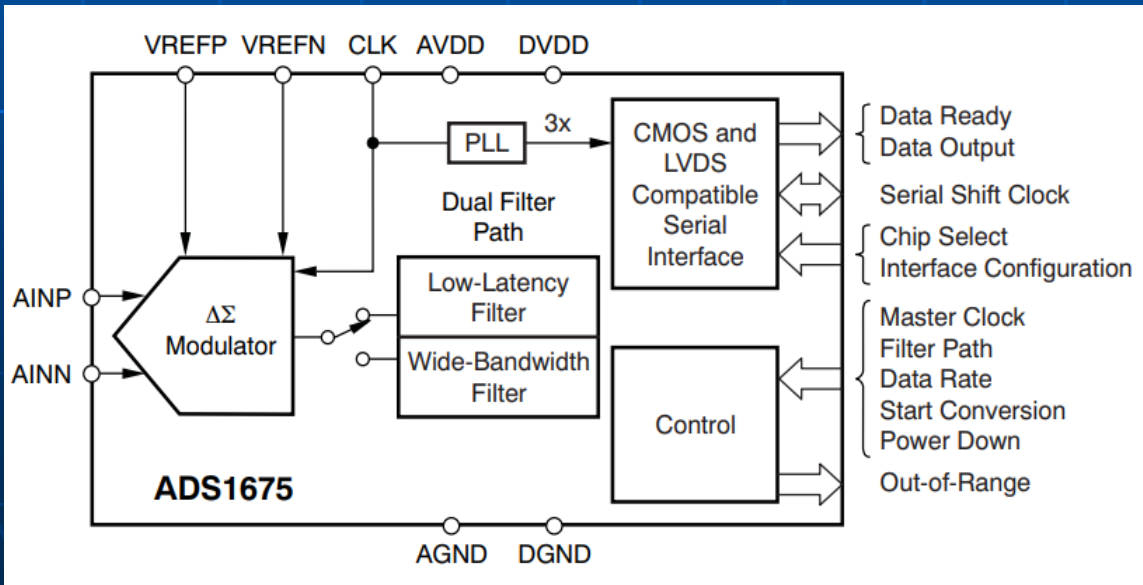 VREFP VREFN CLK AVDD DVDD
PLL
3x
CMOS and
LVDS
Compatible
Serial
Interface
Data Ready
Data Output
Serial Shift Clock
Chip Select
Interface Configuration
Dual Filter
Path
AINP
AINN
ΔΣ
Modulator
Low-Latency
Filter
Wide-Bandwidth
Filter
Control
Master Clock
Filter Path
Data Rate
Start Conversion
Power Down
Out-of-Range
ADS1675
AGND DGND